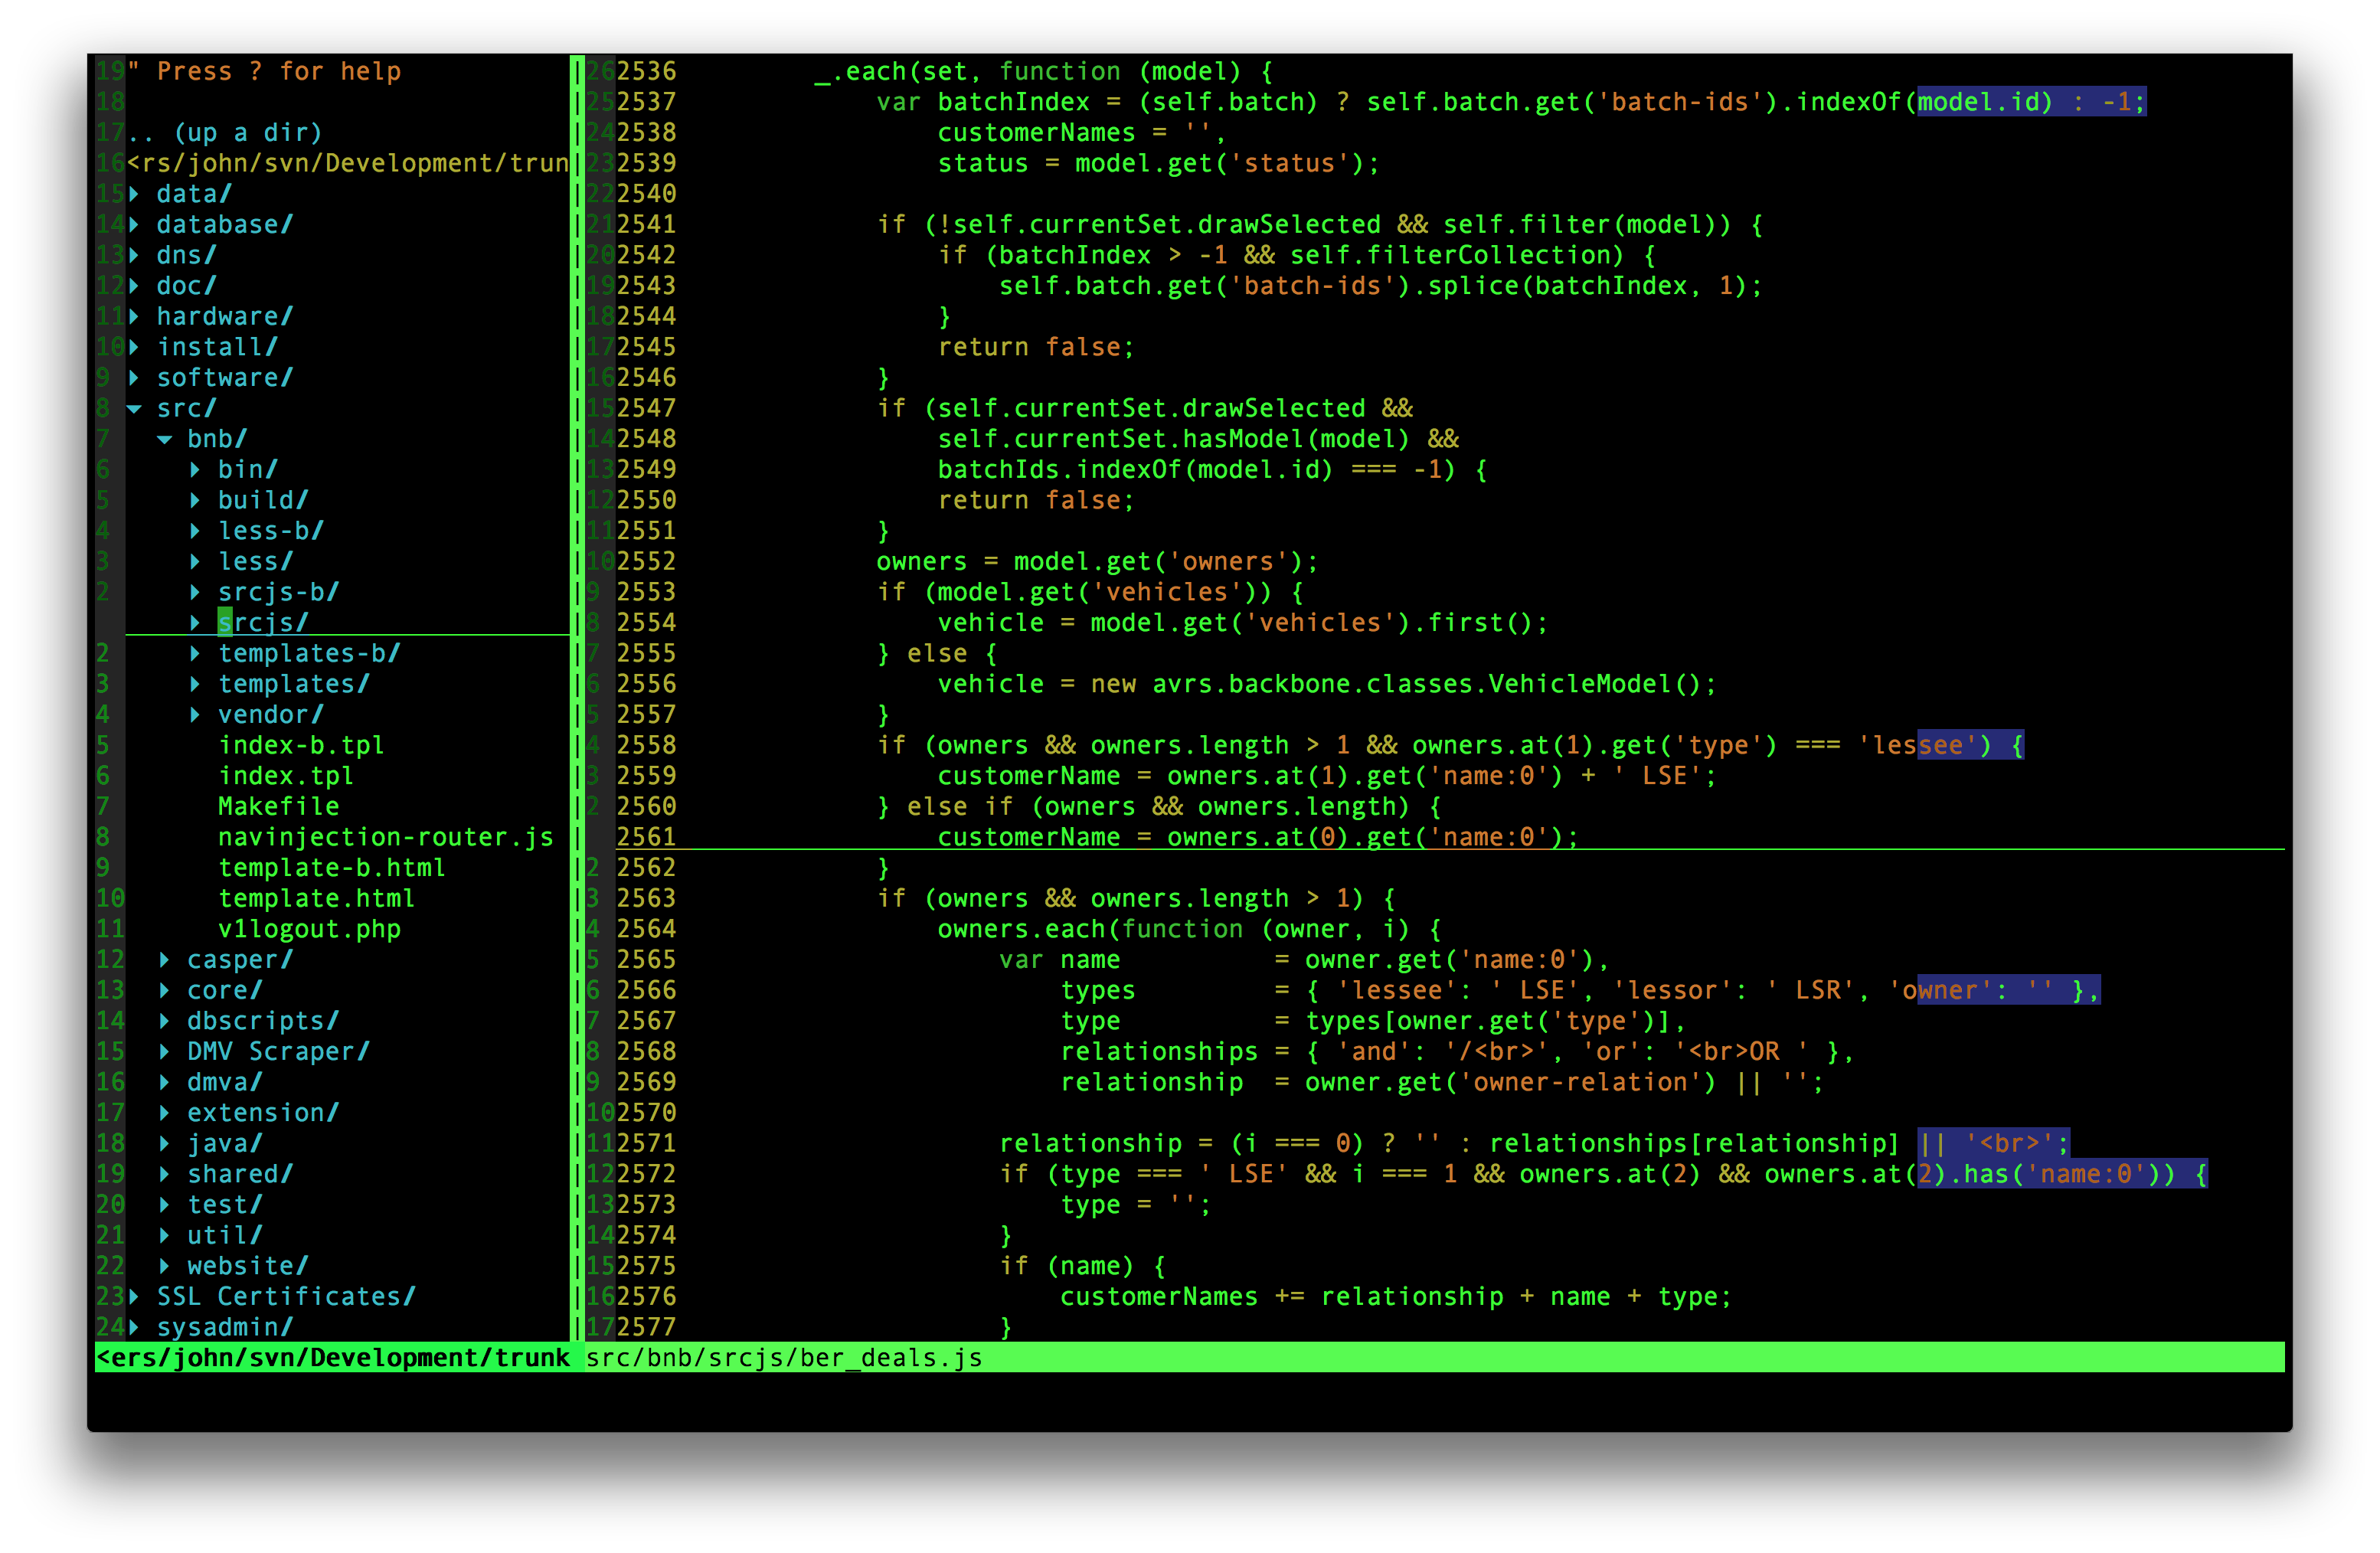 19" Press ? for help
18
17.. (up a dir)
16<rs/john/svn/Development/trun
15▸ data/
14▸ database/
13▸ dns/
12▸ doc/
11▸ hardware/
10▸ install/
9 ▸ software/
8 ▾ src/
7   ▾ bnb/
6     ▸ bin/
5     ▸ build/
4     ▸ less-b/
3     ▸ less/
2     ▸ srcjs-b/
      ▸ srcjs/
2     ▸ templates-b/
3     ▸ templates/
4     ▸ vendor/
5       index-b.tpl
6       index.tpl
7       Makefile
8       navinjection-router.js
9       template-b.html
10      template.html
11      v1logout.php
12  ▸ casper/
13  ▸ core/
14  ▸ dbscripts/
15  ▸ DMV Scraper/
16  ▸ dmva/
17  ▸ extension/
18  ▸ java/
19  ▸ shared/
20  ▸ test/
21  ▸ util/
22  ▸ website/
23▸ SSL Certificates/
24▸ sysadmin/
<ers/john/svn/Development/trunk
262536         _.each(set, function (model) {
252537             var batchIndex = (self.batch) ? self.batch.get('batch-ids').indexOf(model.id) : -1;
242538                 customerNames = '',
232539                 status = model.get('status');
222540
212541             if (!self.currentSet.drawSelected && self.filter(model)) {
202542                 if (batchIndex > -1 && self.filterCollection) {
192543                     self.batch.get('batch-ids').splice(batchIndex, 1);
182544                 }
172545                 return false;
162546             }
152547             if (self.currentSet.drawSelected &&
142548                 self.currentSet.hasModel(model) &&
132549                 batchIds.indexOf(model.id) === -1) {
122550                 return false;
112551             }
102552             owners = model.get('owners');
9 2553             if (model.get('vehicles')) {
8 2554                 vehicle = model.get('vehicles').first();
7 2555             } else {
6 2556                 vehicle = new avrs.backbone.classes.VehicleModel();
5 2557             }
4 2558             if (owners && owners.length > 1 && owners.at(1).get('type') === 'lessee') {
3 2559                 customerName = owners.at(1).get('name:0') + ' LSE';
2 2560             } else if (owners && owners.length) {
  2561                 customerName = owners.at(0).get('name:0');
2 2562             }
3 2563             if (owners && owners.length > 1) {
4 2564                 owners.each(function (owner, i) {
5 2565                     var name          = owner.get('name:0'),
6 2566                         types         = { 'lessee': ' LSE', 'lessor': ' LSR', 'owner': '' },
7 2567                         type          = types[owner.get('type')],
8 2568                         relationships = { 'and': '/<br>', 'or': '<br>OR ' },
9 2569                         relationship  = owner.get('owner-relation') || '';
102570
112571                     relationship = (i === 0) ? '' : relationships[relationship] || '<br>';
122572                     if (type === ' LSE' && i === 1 && owners.at(2) && owners.at(2).has('name:0')) {
132573                         type = '';
142574                     }
152575                     if (name) {
162576                         customerNames += relationship + name + type;
172577                     }
src/bnb/srcjs/ber_deals.js